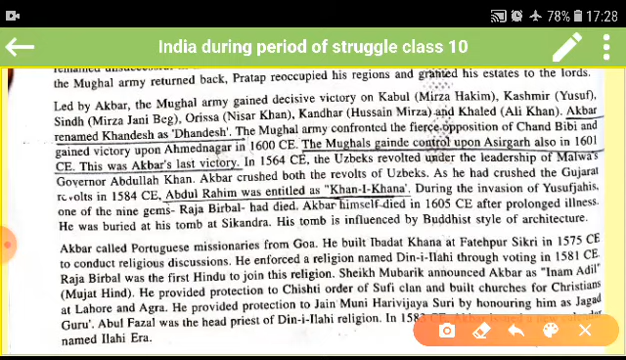 78% 17:28
India during period of struggle class 10
the Mughal army returned back, Pratap reoccupied his regions and granted his estates to the lords.
Led by Akbar, the Mughal army gained decisive victory on Kabul (Mirza Hakim), Kashmir (Yusuf),
Sindh (Mirza Jani Beg), Orissa (Nisar Khan), Kandhar (Hussain Mirza) and Khaled (Ali Khan). Akbar
renamed Khandesh as 'Dhandesh'. The Mughal army confronted the fierce opposition of Chand Bibi and
gained victory upon Ahmednagar in 1600 CE. The Mughals gainde control upon Asirgarh also in 1601
CE. This was Akbar's last victory. In 1564 CE, the Uzbeks revolted under the leadership of Malwa's
Governor Abdullah Khan. Akbar crushed both the revolts of Uzbeks. As he had crushed the Gujarat
revolts in 1584 CE, Abdul Rahim was entitled as "Khan-I-Khana'. During the invasion of Yusufjahis,
one of the nine gems- Raja Birbal- had died. Akbar himself died in 1605 CE after prolonged illness.
He was buried at his tomb at Sikandra. His tomb is influenced by Buddhist style of architecture.
Akbar called Portuguese missionaries from Goa. He built Ibadat Khana at Fatehpur Sikri in 1575 CE
to conduct religious discussions. He enforced a religion named Din-i-Ilahi through voting in 1581 CE.
Raja Birbal was the first Hindu to join this religion. Sheikh Mubarik announced Akbar as "Inam Adil"
(Mujat Hind). He provided protection to Chishti order of Sufi clan and built churches for Christians
at Lahore and Agra. He provided protection to Jain Muni Harivijaya Suri by honouring him as Jagad
Guru'. Abul Fazal was the head priest of Din-i-Ilahi religion. In
named Ilahi Era.